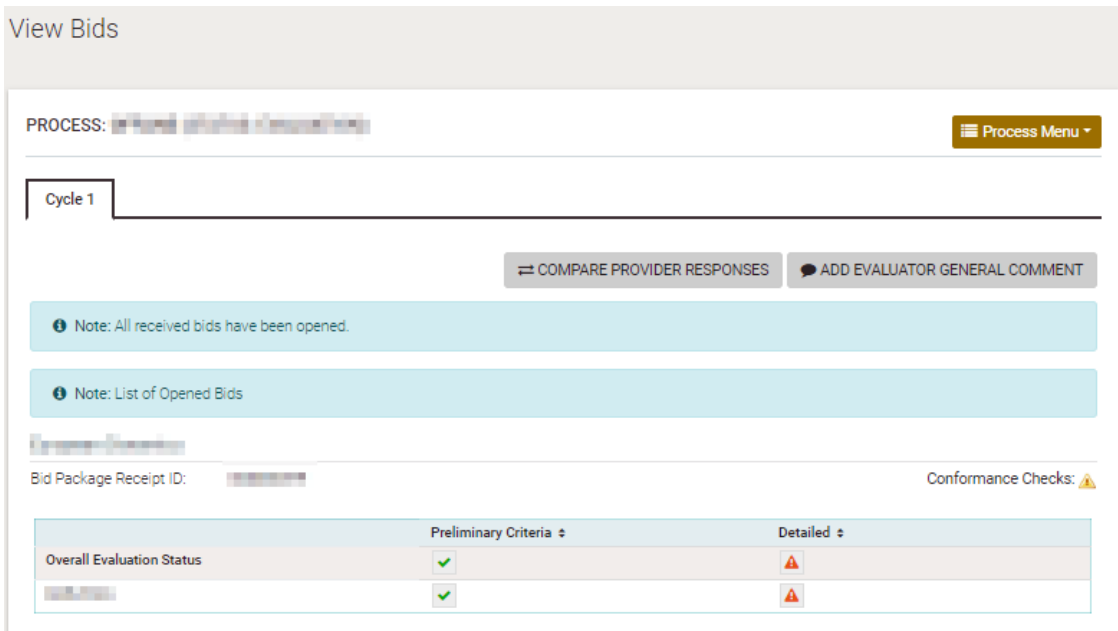 View Bids
PROCESS:
Process Menu
Cycle 1
COMPARE PROVIDER RESPONSES ADD EVALUATOR GENERAL COMMENT
Note: All received bids have been opened.
Note: List of Opened Bids
Bid Package Receipt ID: Conformance Checks:
Preliminary Criteria Detailed
Overall Evaluation Status